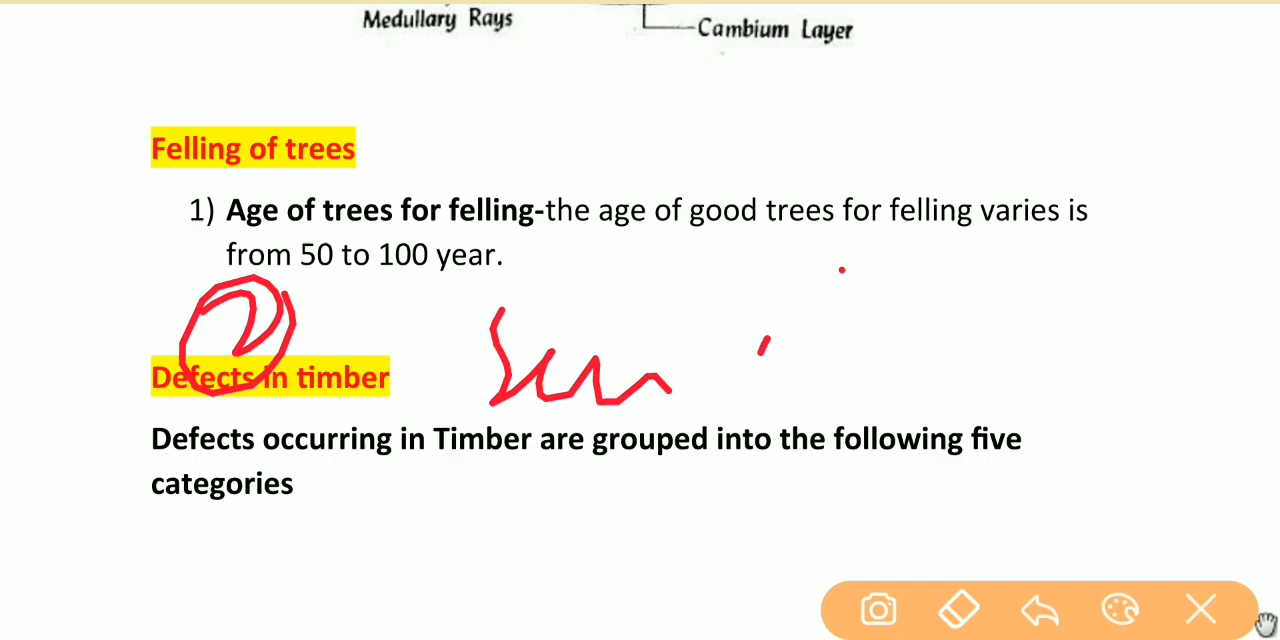 Medullary Rays
Cambium Layer
Felling of trees
1) Age of trees for felling-the age of good trees for felling varies is
from 50 to 100 year.
2
Defects in timber
Defects occurring in Timber are grouped into the following five
categories